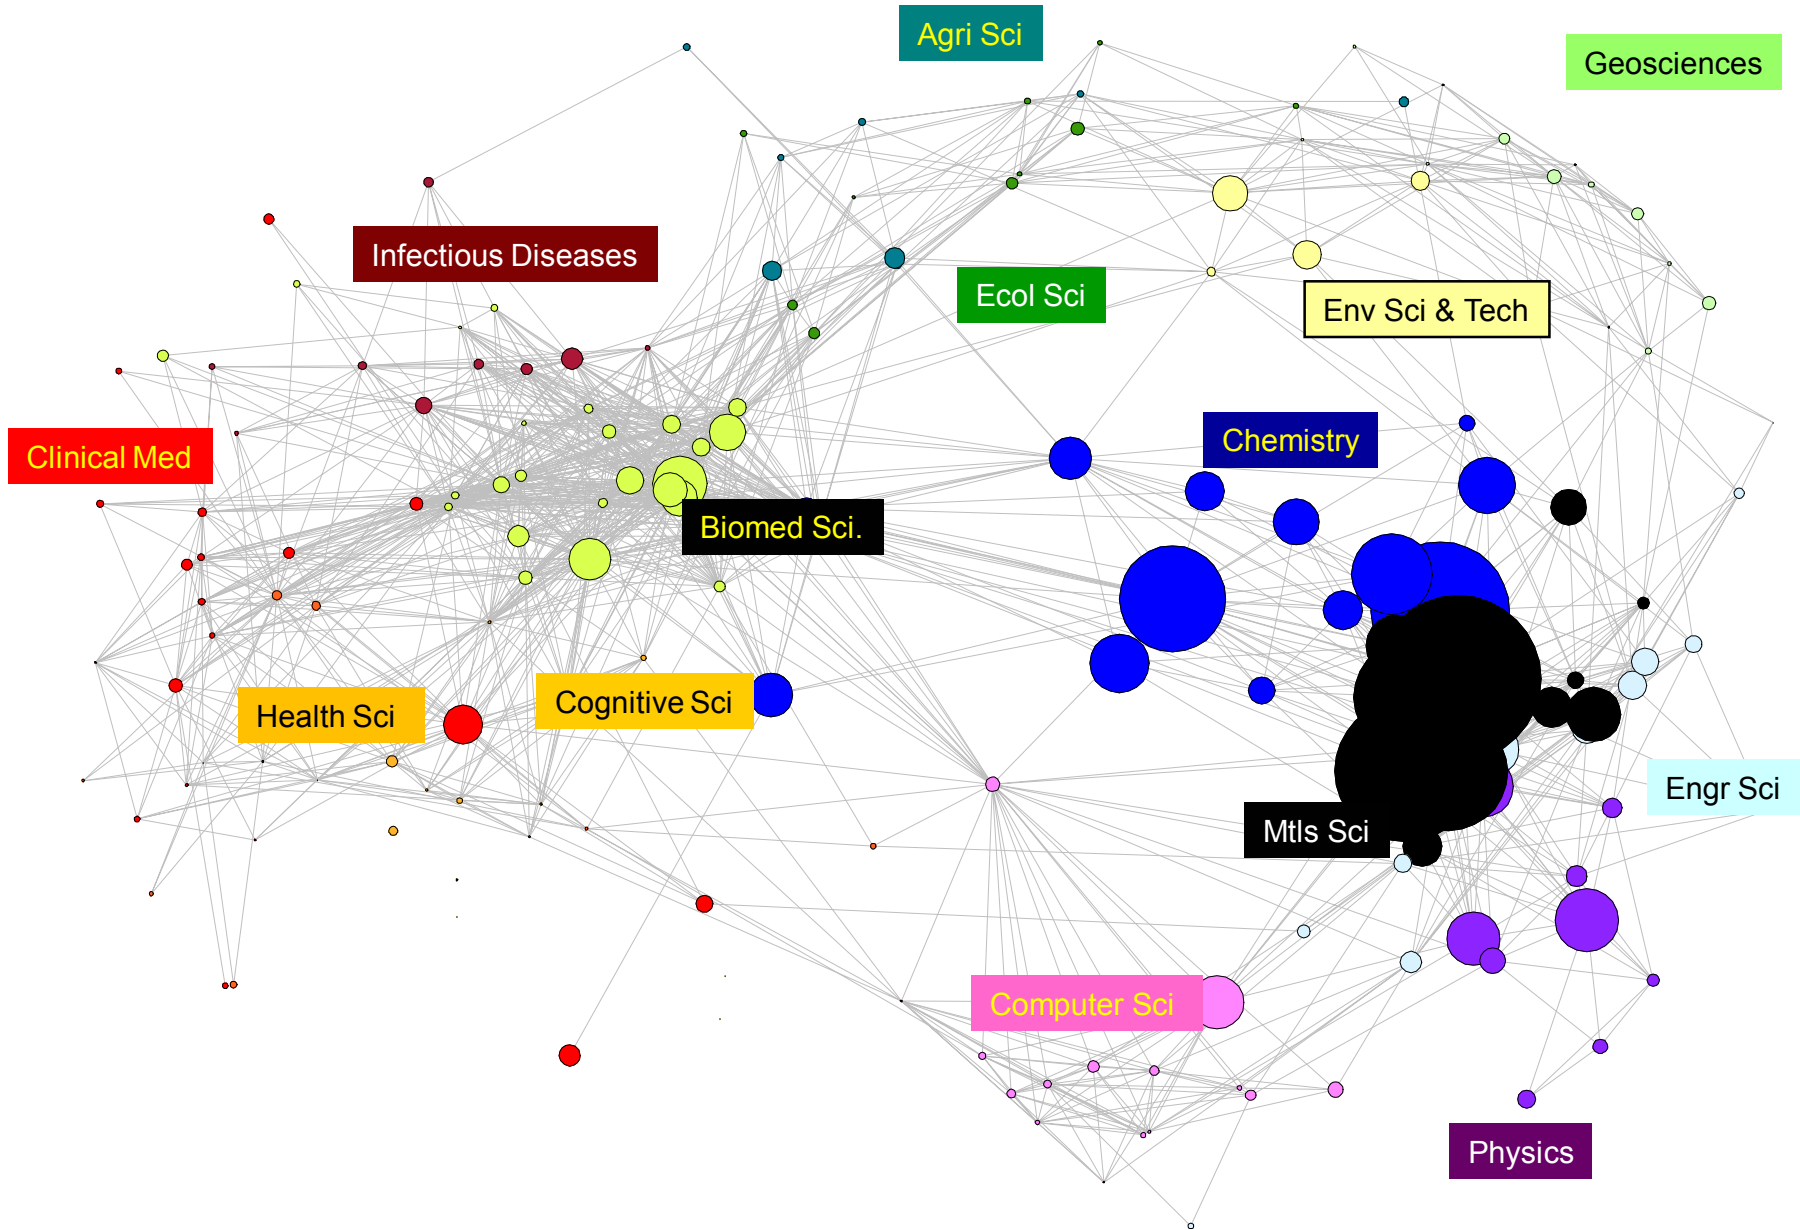 Agri Sci
Geosciences
Infectious Diseases
Ecol Sci
Env Sci & Tech
Clinical Med
Chemistry
Biomed Sci.
Health Sci
Cognitive Sci
Engr Sci
Mtls Sci
Computer Sci
Physics